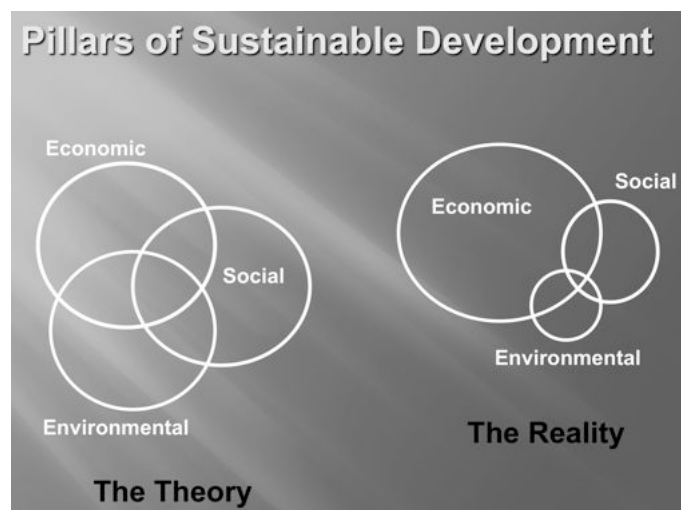 Pillars of Sustainable Development
Economic
Social
Environmental
The Theory
Economic
Social
Environmental
The Reality